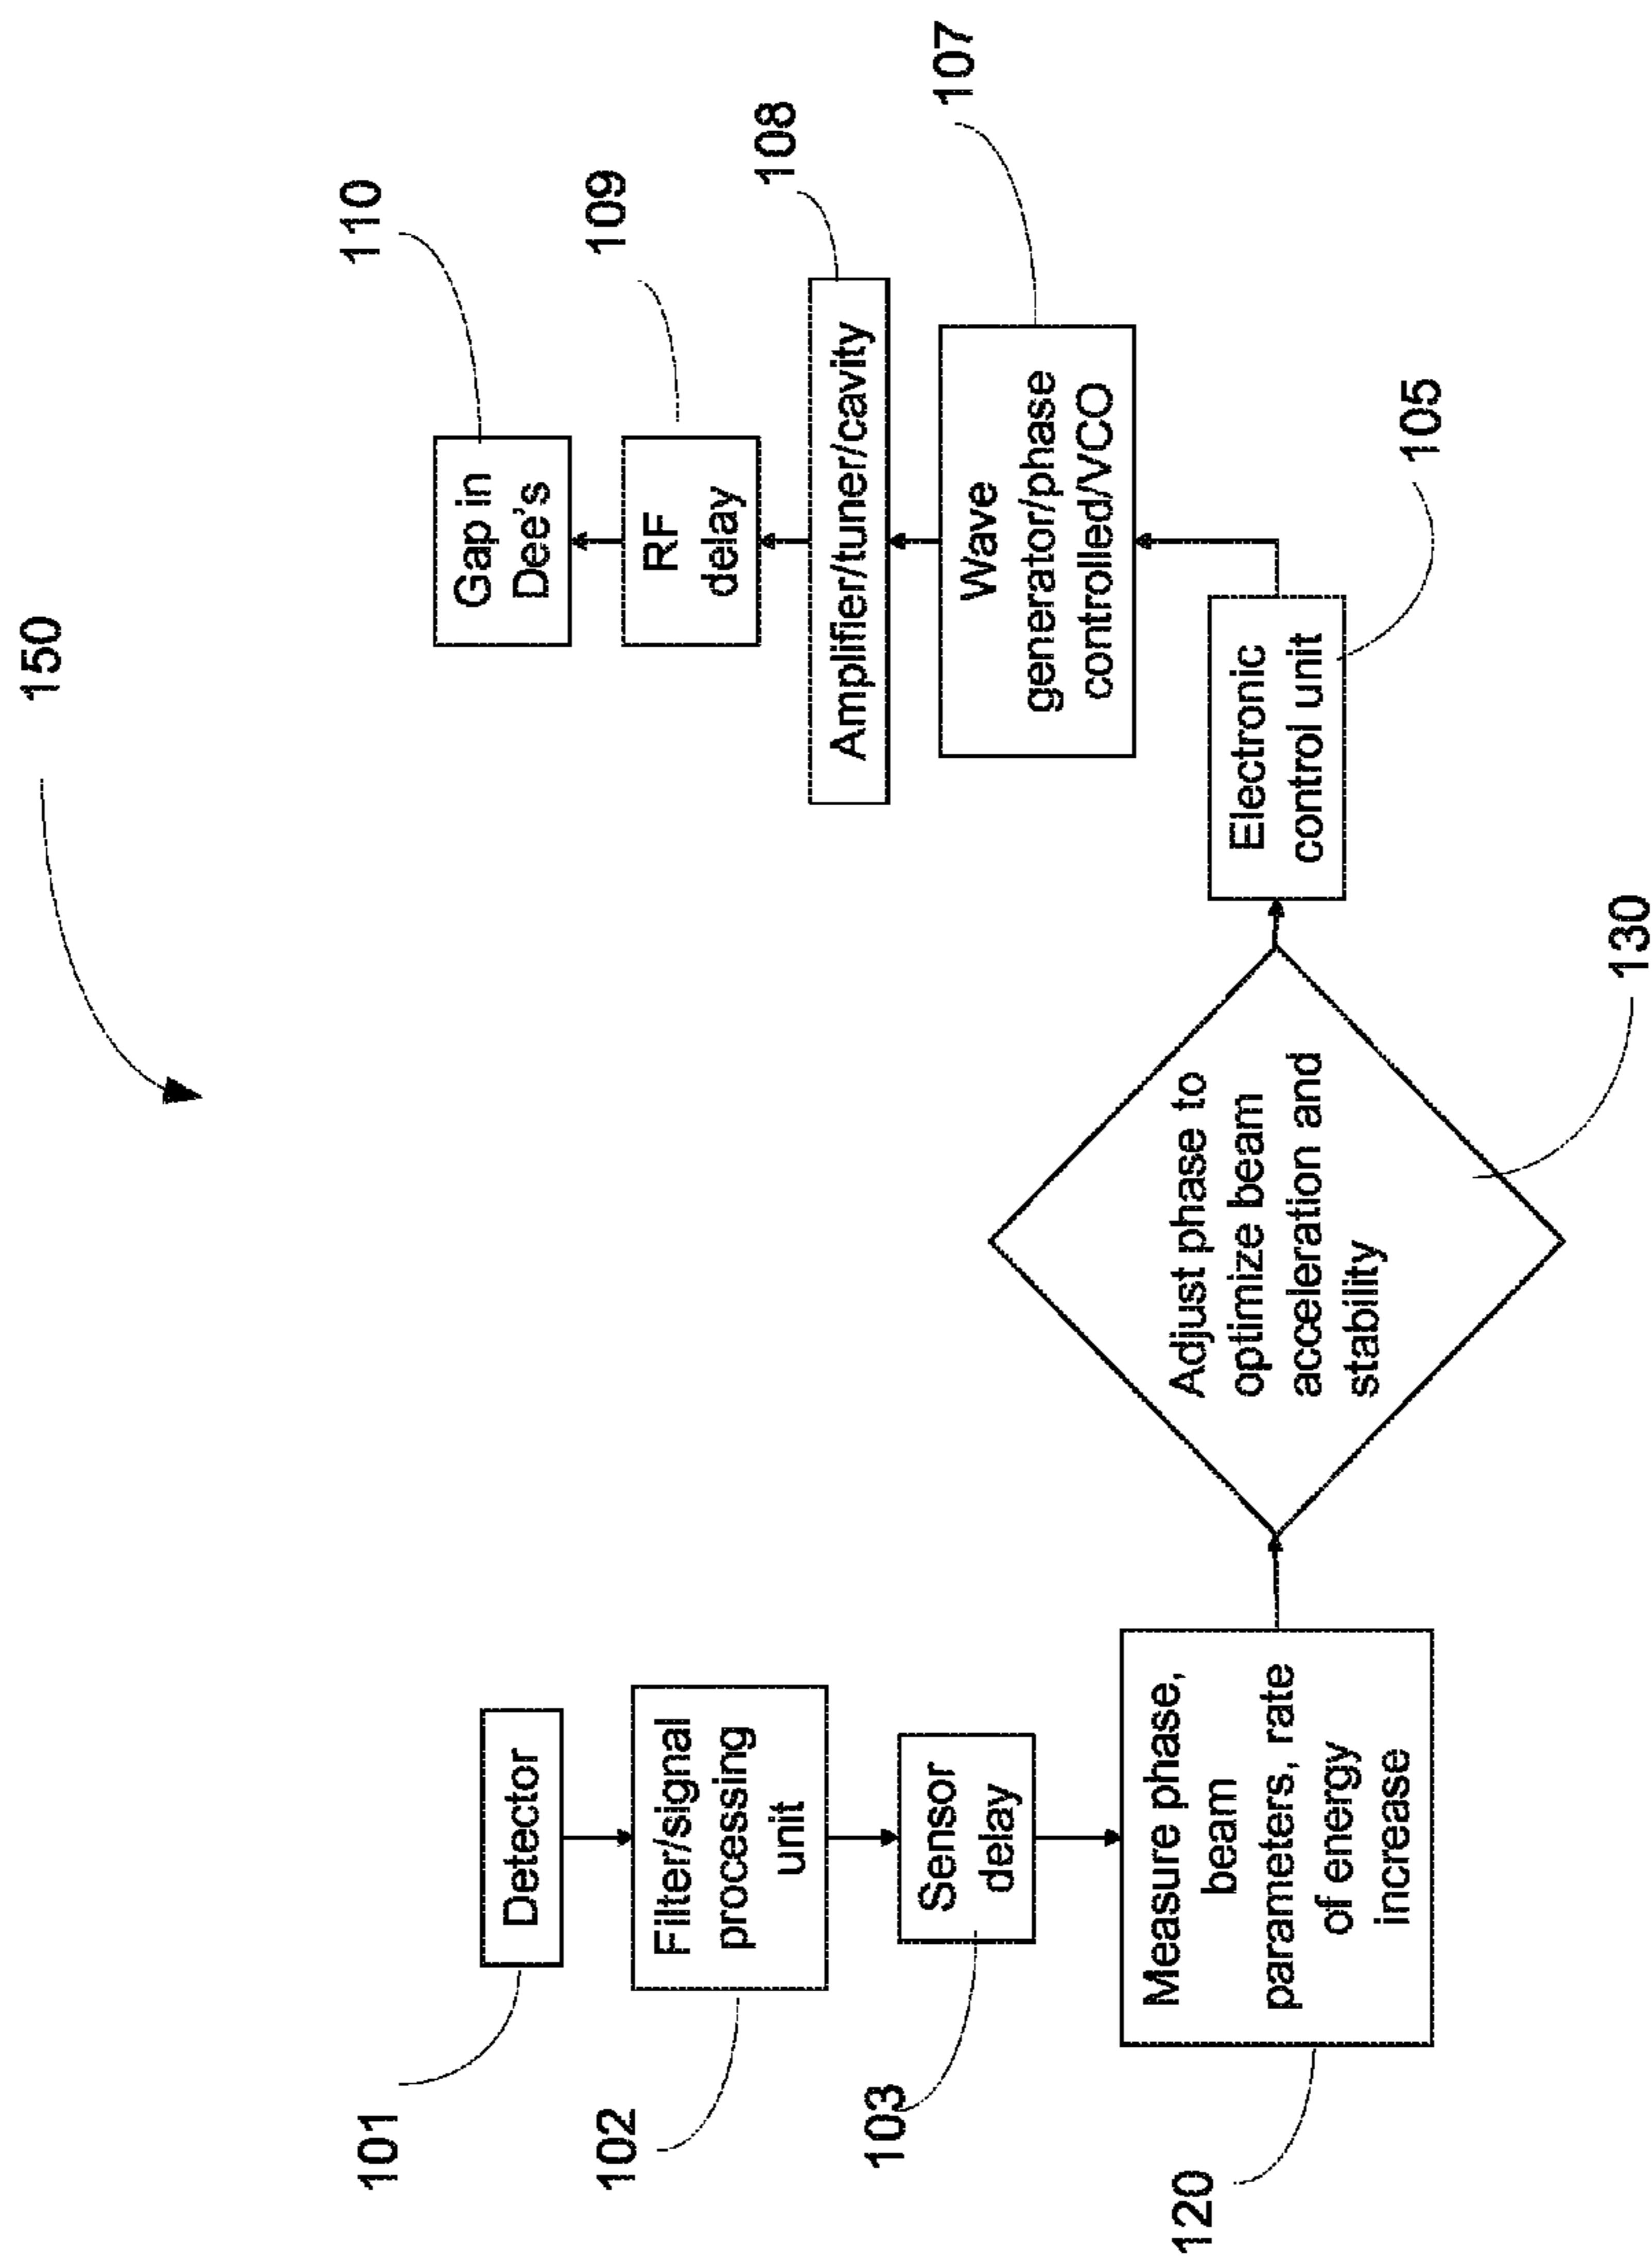 150
101
Detector
102
Filter/signal
processing
unit
103
Sensor
delay
120
Measure phase,
beam
parameters, rate
of energy
increase
Adjust phase to
optimize beam
acceleration and
stability
130
Electronic
control unit
105
Wave
generator/phase
controlled/VCO
107
Amplifier/tuner/cavity
108
RF
delay
109
Gap in
Dee's
110